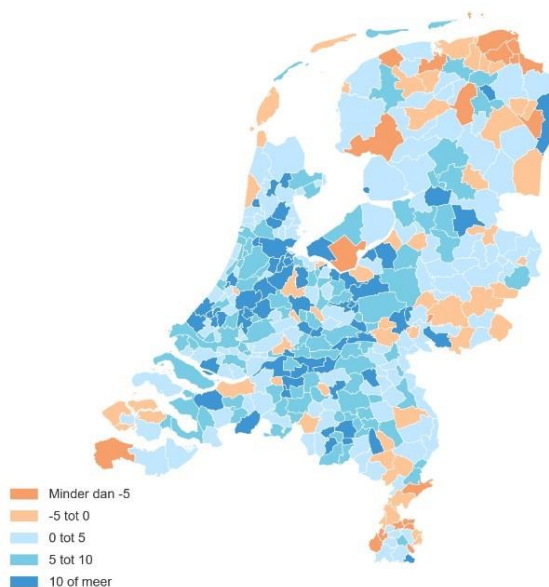 Minder dan -5
-5 tot 0
0 tot 5
5 tot 10
10 of meer